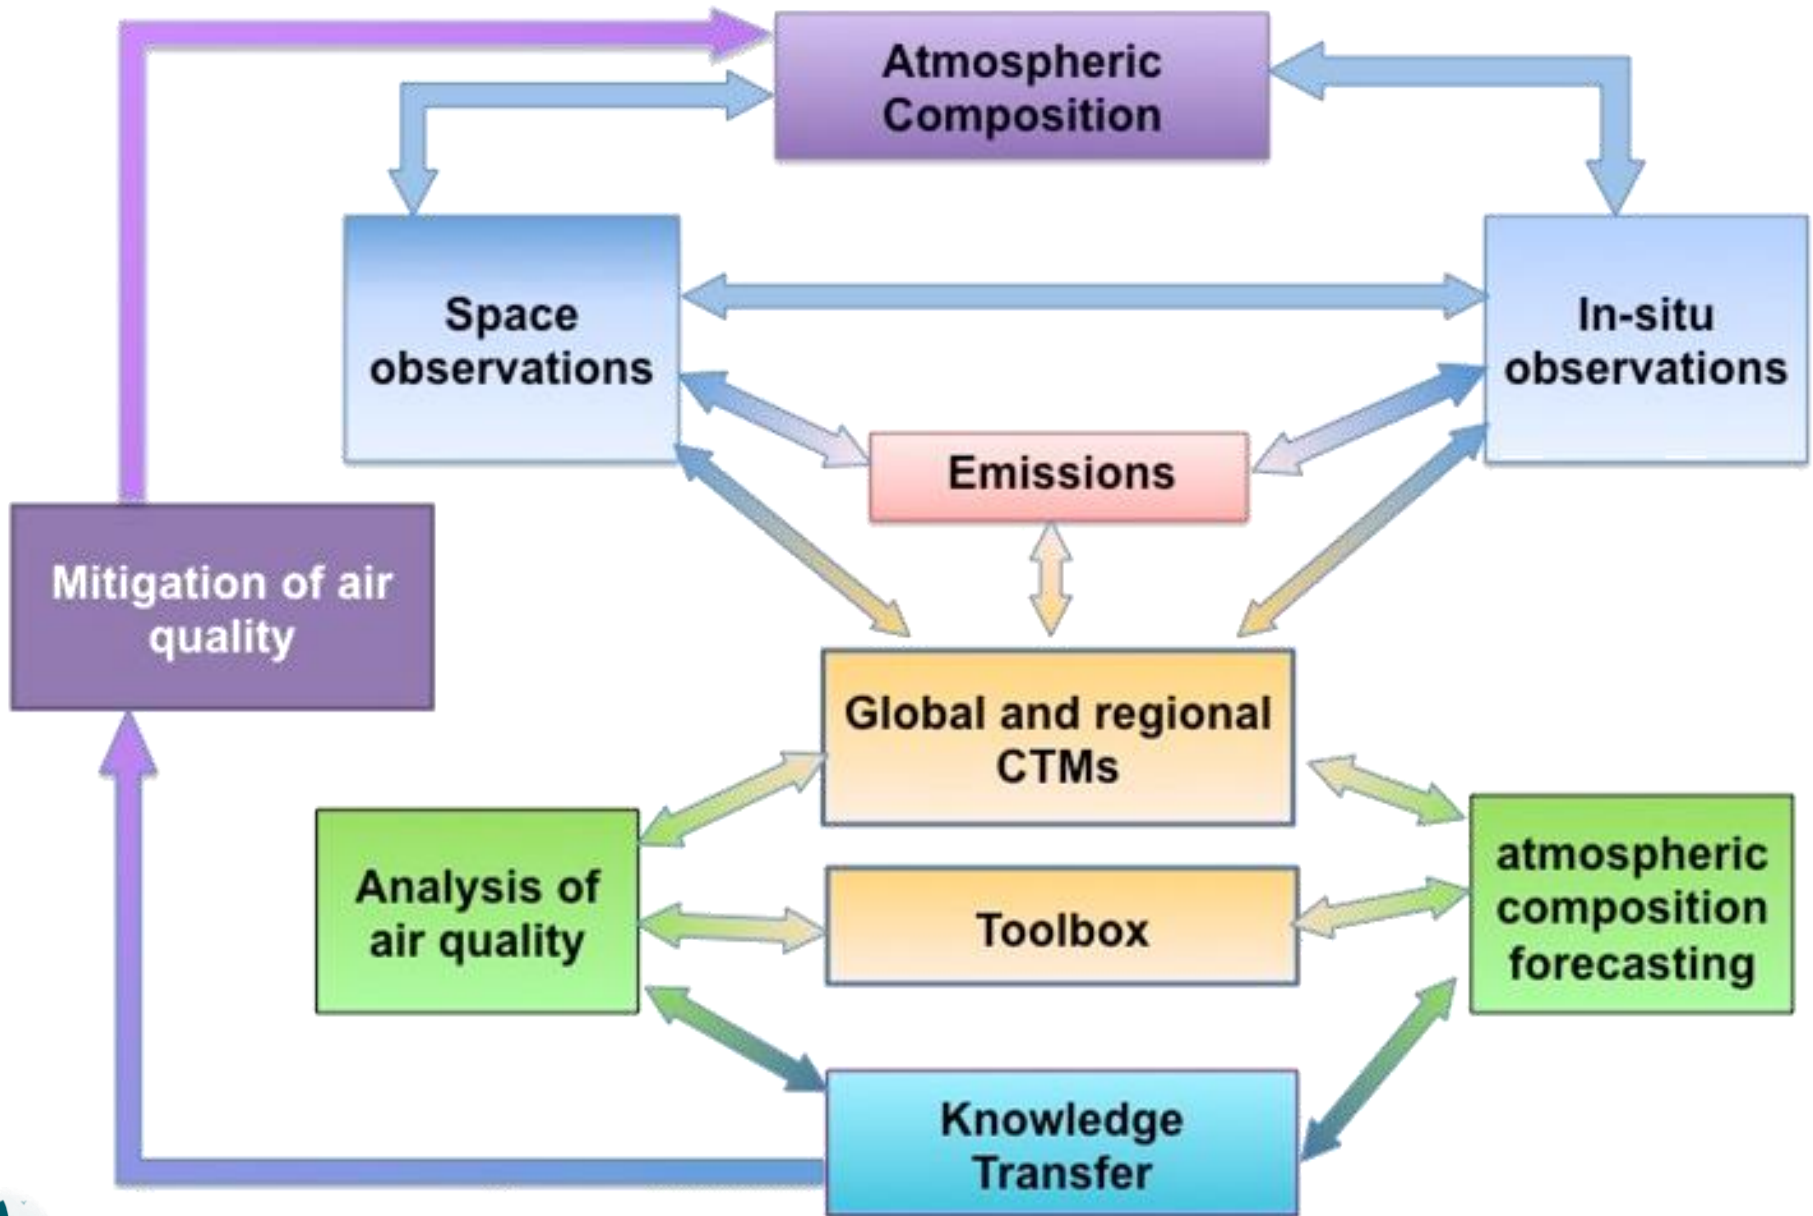 Atmospheric
Composition
Space
observations
In-situ
observations
Emissions
Mitigation of air
quality
Global and regional
CTMs
Analysis of
air quality
Toolbox
atmospheric
composition
forecasting
Knowledge
Transfer